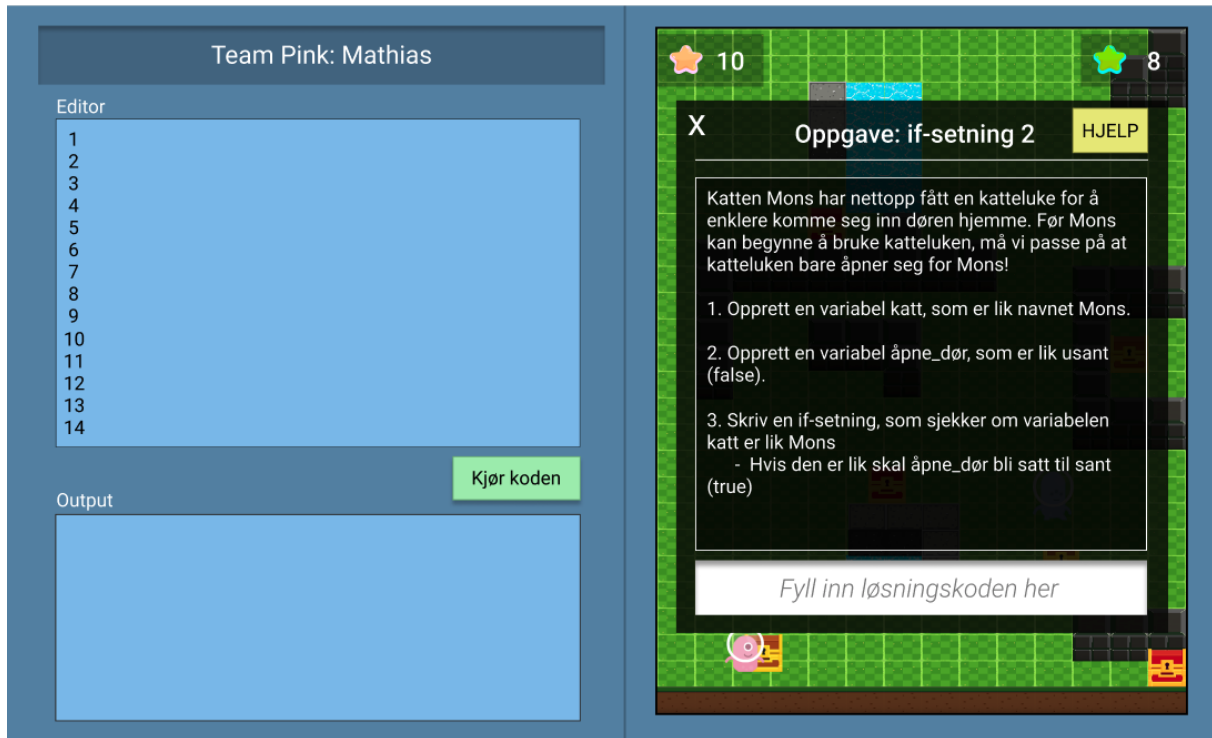 Team Pink: Mathias
Editor
1
2
3
4
5
6
7
8
9
10
11
12
13
14
Kjør koden
Output
10
8
X
Oppgave: if-setning 2
HJELP
Katten Mons har nettopp fått en katteluke for å
enklere komme seg inn døren hjemme. Før Mons
kan begynne å bruke katteluken, må vi passe på at
katteluken bare åpner seg for Mons!
1. Opprett en variabel katt, som er lik navnet Mons.
2. Opprett en variabel åpne_dør, som er lik usant
(false).
3. Skriv en if-setning, som sjekker om variabelen
katt er lik Mons
- Hvis den er lik skal åpne_dør bli satt til sant
(true)
Fyll inn løsningskoden her